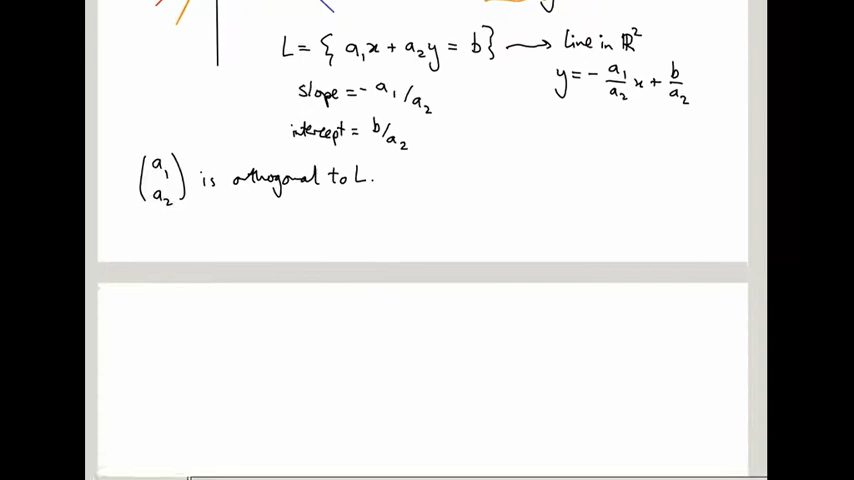 L = { a₁x + a₂y = b } ⟶ line in ℝ²
y = - a₁/a₂ x + b/a₂
slope = - a₁/a₂
intercept = b/a₂
(a₁ a₂) is orthogonal to L.